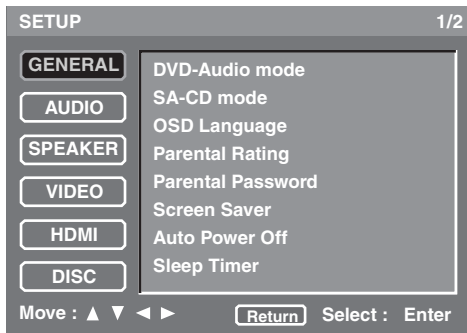 SETUP 1/2
GENERAL
AUDIO
SPEAKER
VIDEO
HDMI
DISC
DVD-Audio mode
SA-CD mode
OSD Language
Parental Rating
Parental Password
Screen Saver
Auto Power Off
Sleep Timer
Move : ▲ ▼ ◄ ► Return Select : Enter